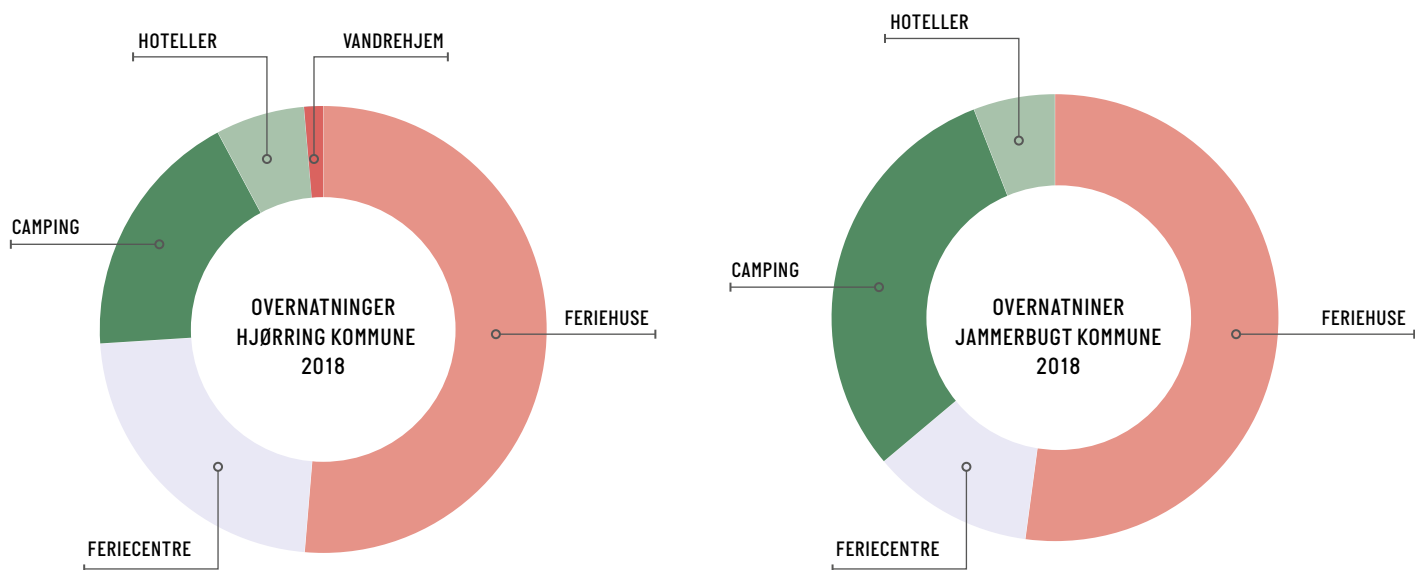 HOTELLER
VANDREHJEM
CAMPING
OVERNATNINGER
HJØRRING KOMMUNE
2018
FERIEHUSE
FERIECENTRE
HOTELLER
CAMPING
OVERNATNINER
JAMMERBUGT KOMMUNE
2018
FERIEHUSE
FERIECENTRE